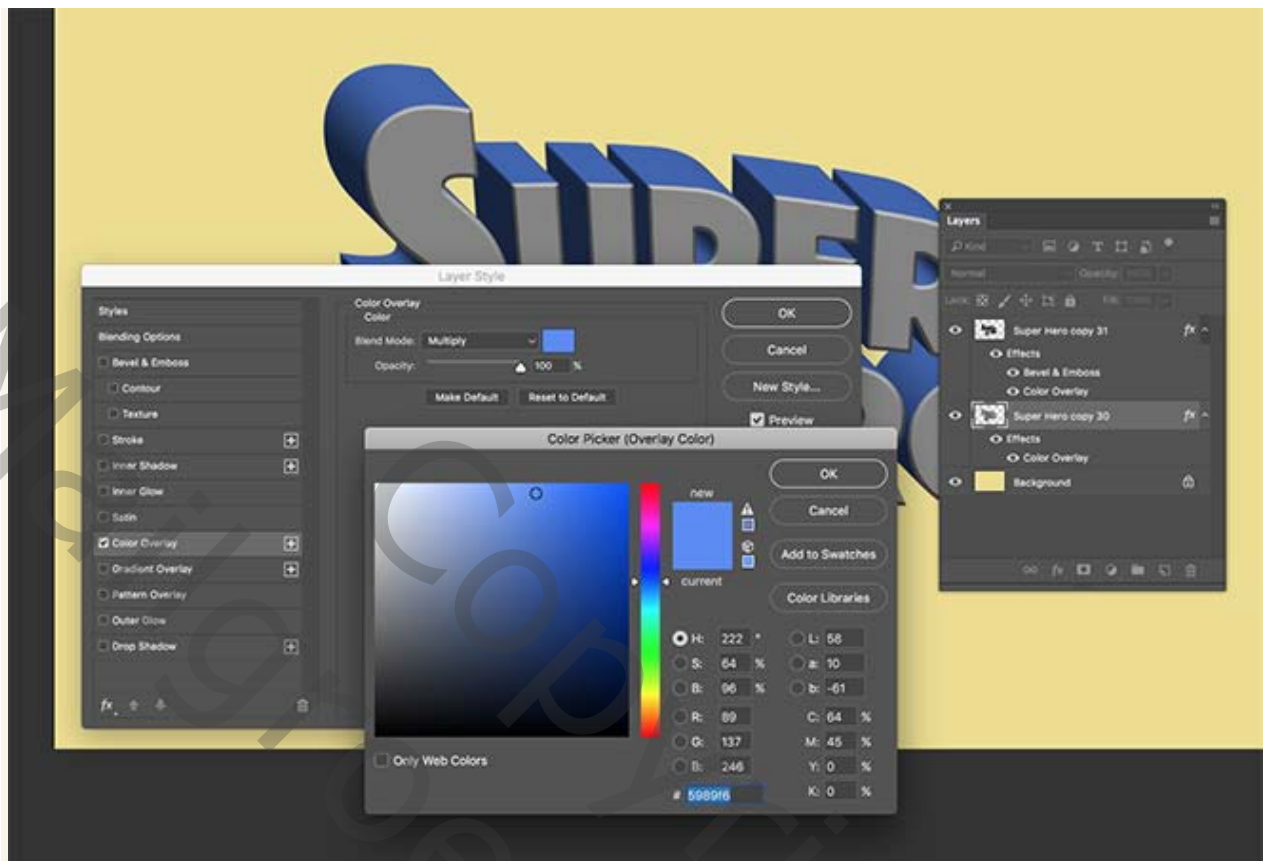 SUPER
Layer Style
Styles
Blending Options
Bevel & Emboss
Contour
Texture
Stroke
Inner Shadow
Inner Glow
Satin
Color Overlay
Gradient Overlay
Pattern Overlay
Outer Glow
Drop Shadow
fx
Color Overlay
Color
Blend Mode: Multiply
Opacity: 100 %
Make Default Reset to Default
OK
Cancel
New Style...
Preview
Color Picker (Overlay Color)
new
current
OK
Cancel
Add to Swatches
Color Libraries
H: 222 ° L: 58
S: 64 % a: 10
B: 96 % b: -61
R: 89 C: 64 %
G: 137 M: 45 %
B: 246 Y: 0 %
# 5989f6 K: 0 %
Only Web Colors
Layers
Kind
Normal Opacity:
Lock: Fill:
Super Hero copy 31 fx
Effects
Bevel & Emboss
Color Overlay
Super Hero copy 30 fx
Effects
Color Overlay
Background
fx